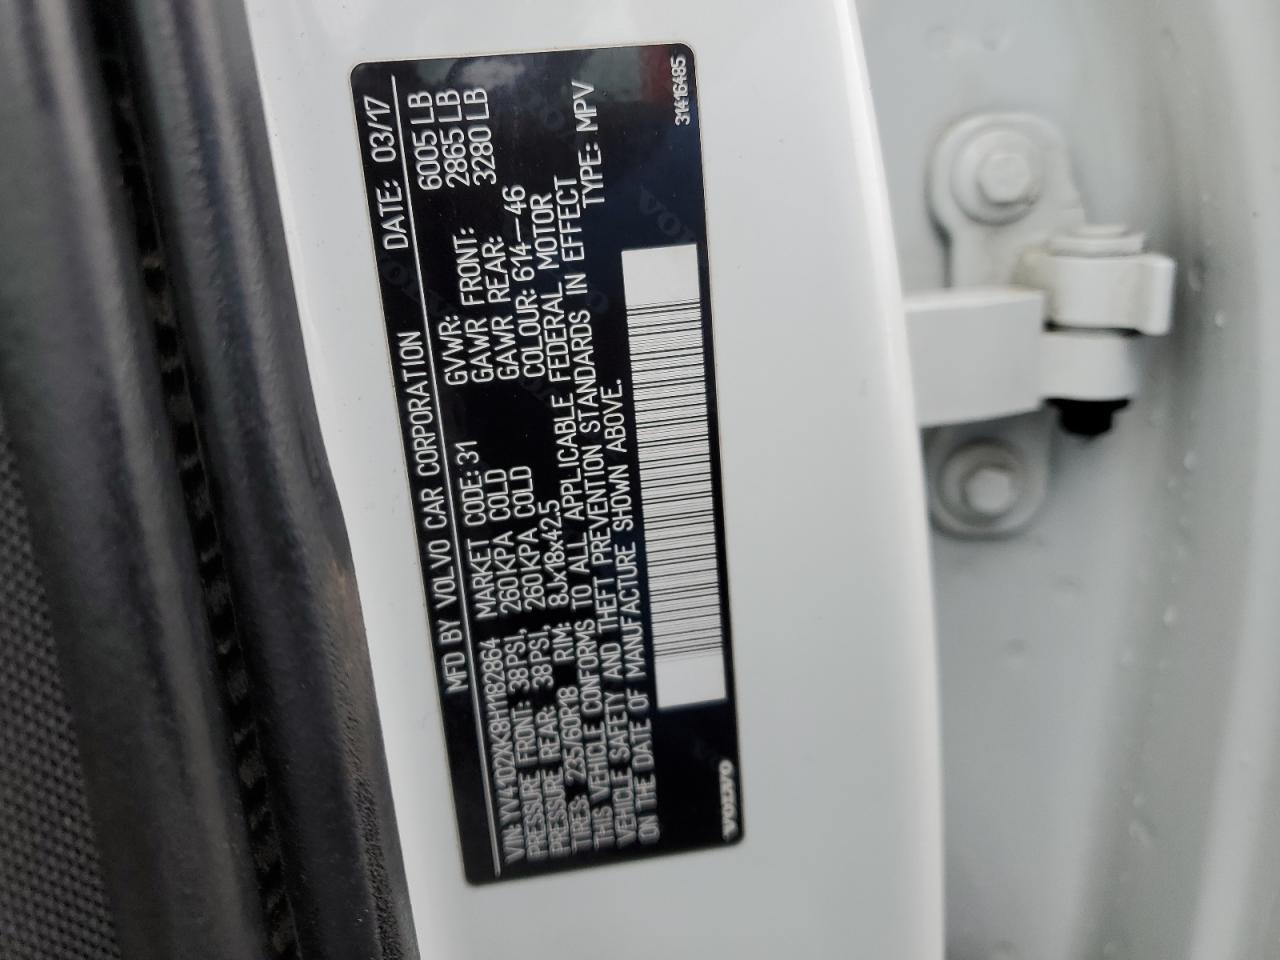 MFD BY VOLVO CAR CORPORATION DATE: 03/17
GVWR: 6005 LB
GAWR FRONT: 2865 LB
GAWR REAR: 3280 LB
VIN: YV4102XK8H1182864 MARKET CODE: 31 COLOUR: 614-46
PRESSURE FRONT: 38PSI, 260KPA COLD
PRESSURE REAR: 38PSI, 260KPA COLD
TIRES: 235/60R18 RIM: 8Jx18x42.5
THIS VEHICLE CONFORMS TO ALL APPLICABLE FEDERAL MOTOR
VEHICLE SAFETY AND THEFT PREVENTION STANDARDS IN EFFECT
ON THE DATE OF MANUFACTURE SHOWN ABOVE. TYPE: MPV
VOLVO
31416485